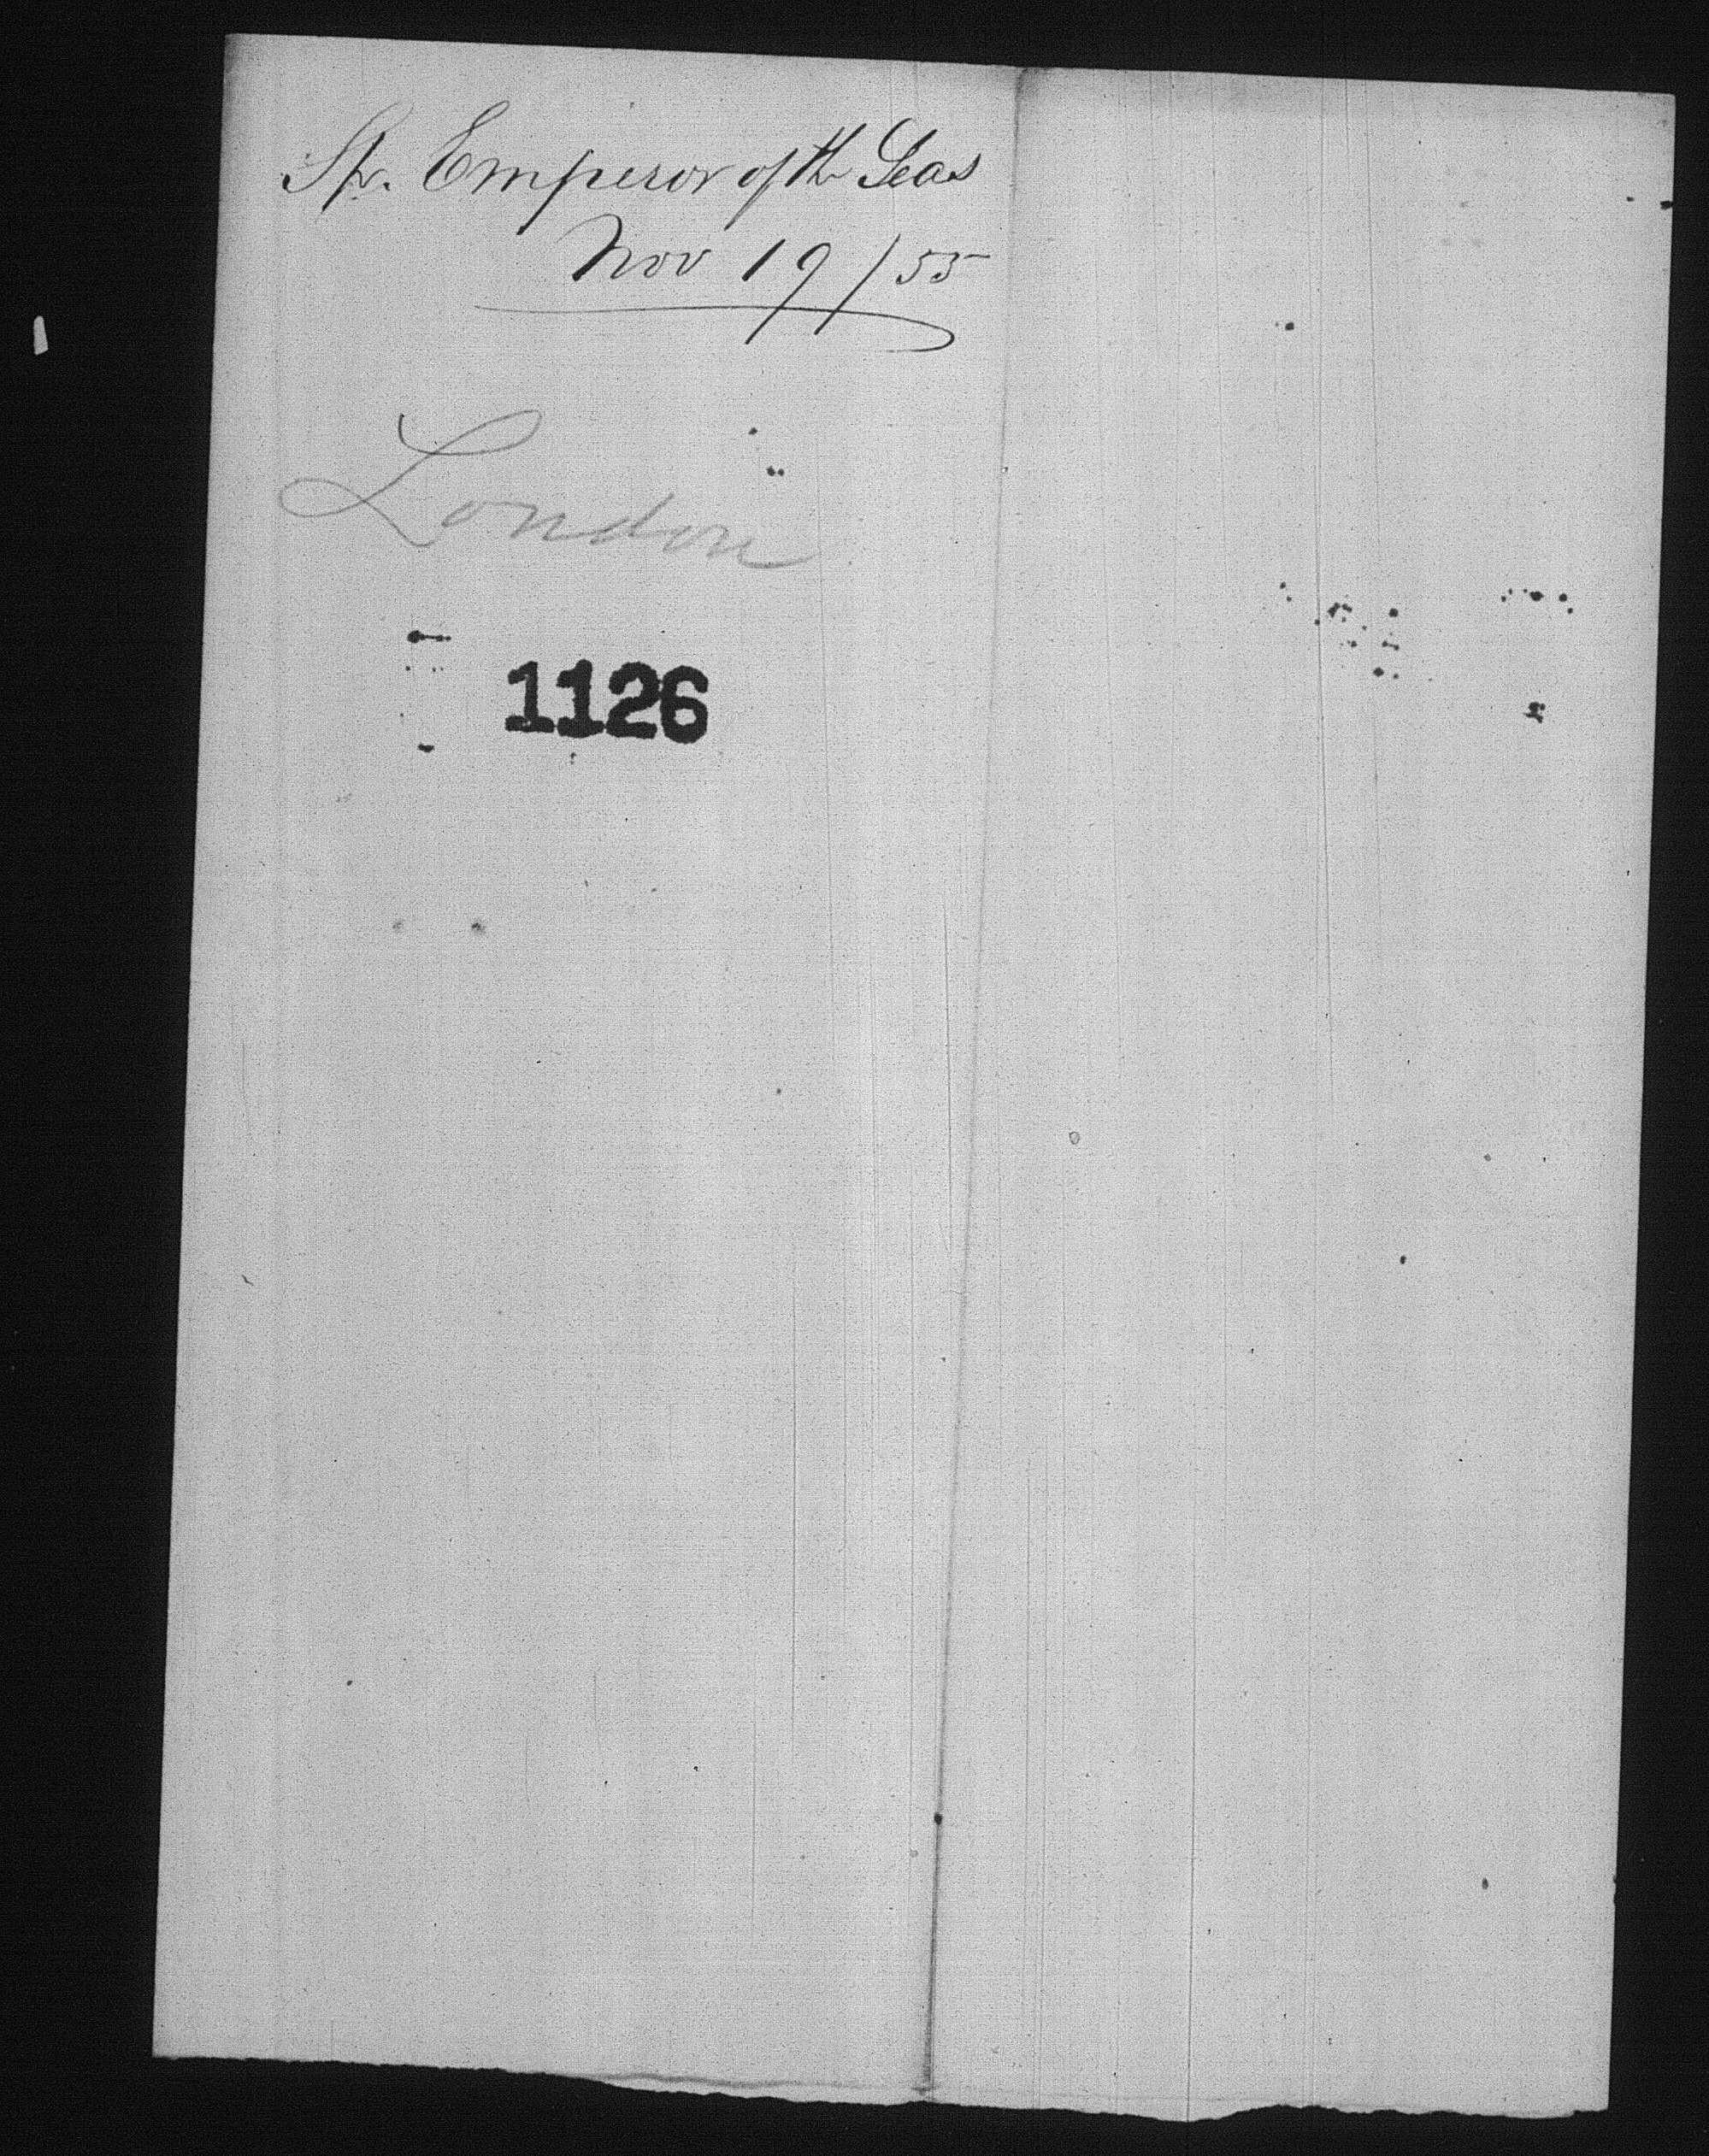 Sp. Emperor of the Seas
Nov 19/55
London
1126